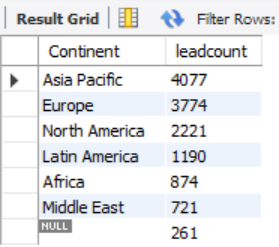 Result Grid Filter Rows:
Continent leadcount
Asia Pacific 4077
Europe 3774
North America 2221
Latin America 1190
Africa 874
Middle East 721
NULL 261